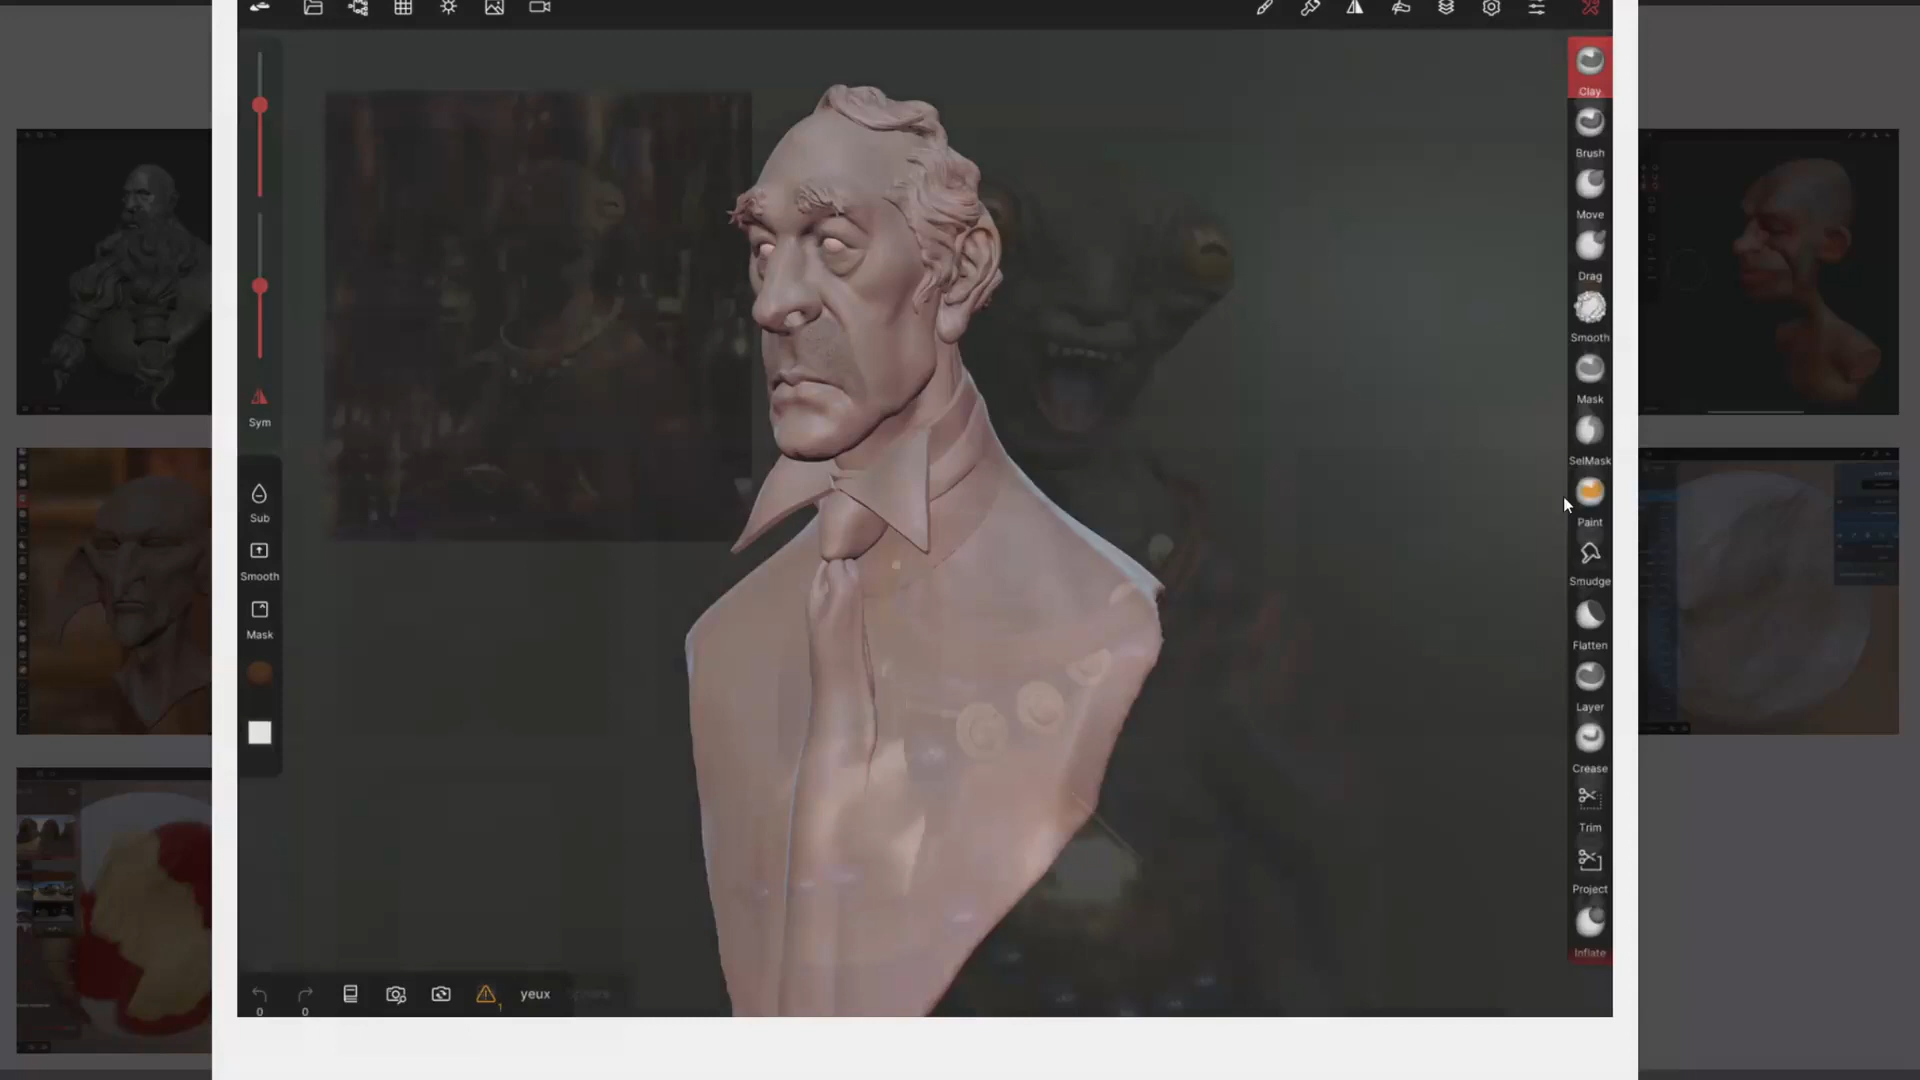 Clay
Brush
Move
Drag
Smooth
Mask
SelMask
Paint
Smudge
Flatten
Layer
Crease
Trim
Project
Inflate
Sym
Sub
Smooth
Mask
0
0
1
yeux